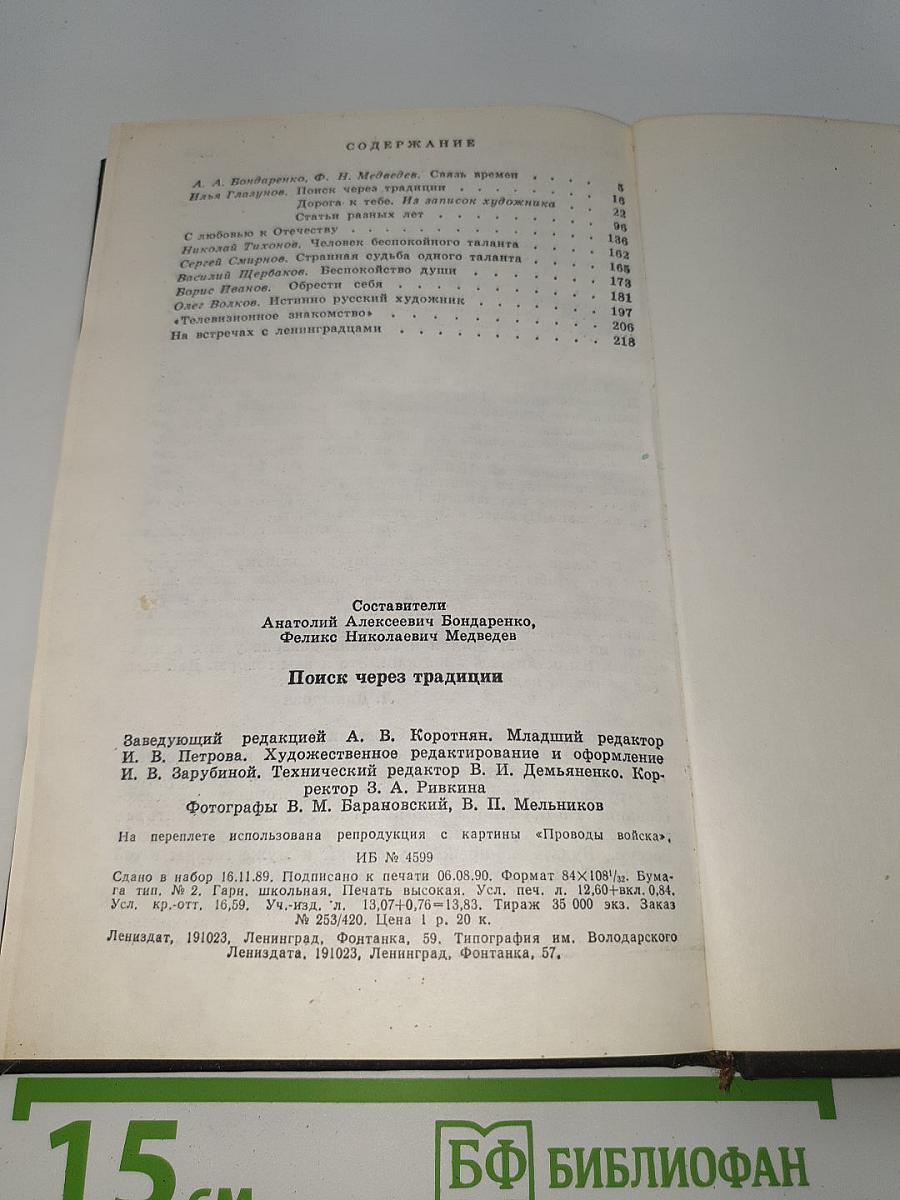 СОДЕРЖАНИЕ
А. А. Бондаренко, Ф. Н. Медведев. Связь времен . . . . 5
Илья Глазунов. Поиск через традиции . . . . . . . 16
Дорога к тебе. Из записок художника . . 22
Статьи разных лет . . . . . . . . 96
С любовью к Отечеству . . . . . . . . . . . 136
Николай Тихонов. Человек беспокойного таланта . . . . 162
Сергей Смирнов. Странная судьба одного таланта . . . . 165
Василий Щербаков. Беспокойство души . . . . . . 173
Борис Иванов. Обрести себя . . . . . . . . . 181
Олег Волков. Истинно русский художник . . . . . . 197
«Телевизионное знакомство» . . . . . . . . . . 206
На встречах с ленинградцами . . . . . . . . . . 218
Составители
Анатолий Алексеевич Бондаренко,
Феликс Николаевич Медведев
Поиск через традиции
Заведующий редакцией А. В. Коротнян. Младший редактор
И. В. Петрова. Художественное редактирование и оформление
И. В. Зарубиной. Технический редактор В. И. Демьяненко. Кор-
ректор З. А. Ривкина
Фотографы В. М. Барановский, В. П. Мельников
На переплете использована репродукция с картины «Проводы войска».
ИБ № 4599
Сдано в набор 16.11.89. Подписано к печати 06.08.90. Формат 84×108¹/₃₂. Бума-
га тип. № 2. Гарн. школьная. Печать высокая. Усл. печ. л. 12,60+вкл. 0,84.
Усл. кр.-отт. 16,59. Уч.-изд. л. 13,07+0,76=13,83. Тираж 35 000 экз. Заказ
№ 253/420. Цена 1 р. 20 к.
Лениздат, 191023, Ленинград, Фонтанка, 59. Типография им. Володарского
Лениздата, 191023, Ленинград, Фонтанка, 57.
15 см
БФ БИБЛИОФАН